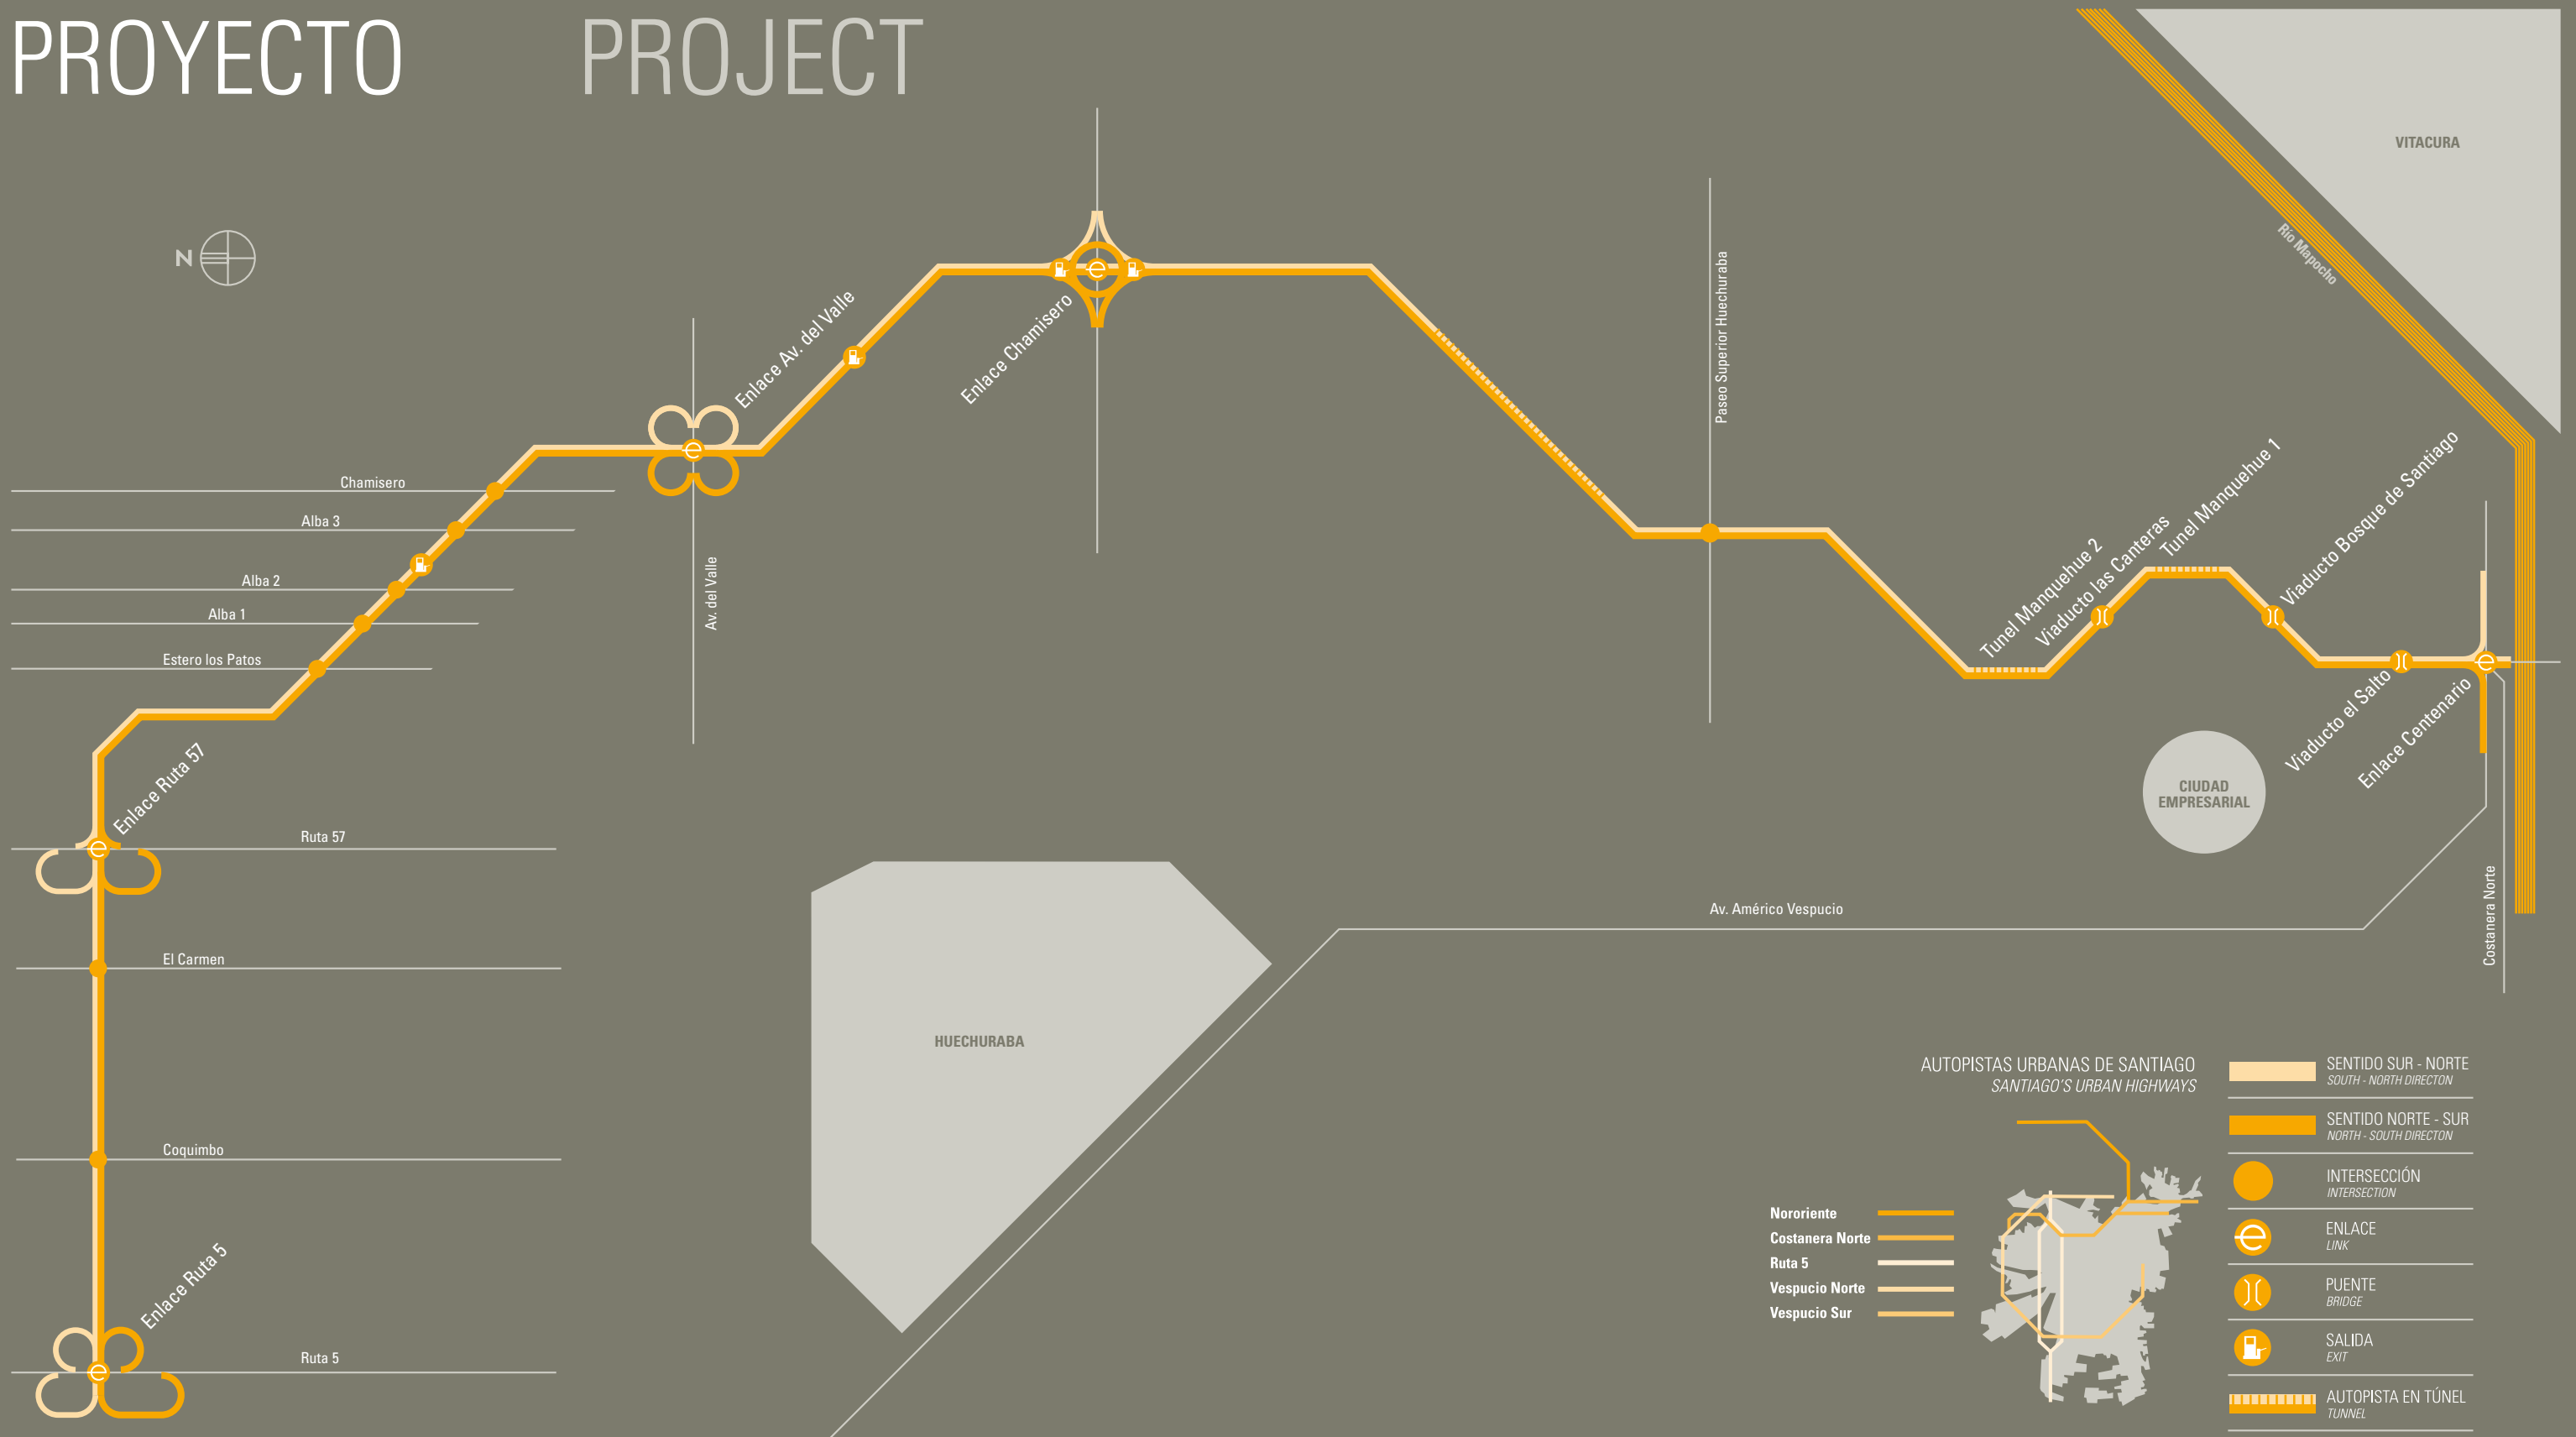 PROYECTO
PROJECT
VITACURA
Río Mapocho
N
Enlace Av. del Valle
Enlace Chamisero
Paseo Superior Huechuraba
Chamisero
Alba 3
Alba 2
Alba 1
Estero los Patos
Av. del Valle
Tunel Manquehue 2
Viaducto las Canteras
Tunel Manquehue 1
Viaducto Bosque de Santiago
Viaducto el Salto
Enlace Centenario
CIUDAD
EMPRESARIAL
Enlace Ruta 57
Ruta 57
El Carmen
Coquimbo
Enlace Ruta 5
Ruta 5
HUECHURABA
Av. Américo Vespucio
Costanera Norte
AUTOPISTAS URBANAS DE SANTIAGO
SANTIAGO'S URBAN HIGHWAYS
Nororiente
Costanera Norte
Ruta 5
Vespucio Norte
Vespucio Sur
SENTIDO SUR - NORTE
SOUTH - NORTH DIRECTON
SENTIDO NORTE - SUR
NORTH - SOUTH DIRECTON
INTERSECCIÓN
INTERSECTION
ENLACE
LINK
PUENTE
BRIDGE
SALIDA
EXIT
AUTOPISTA EN TÚNEL
TUNNEL